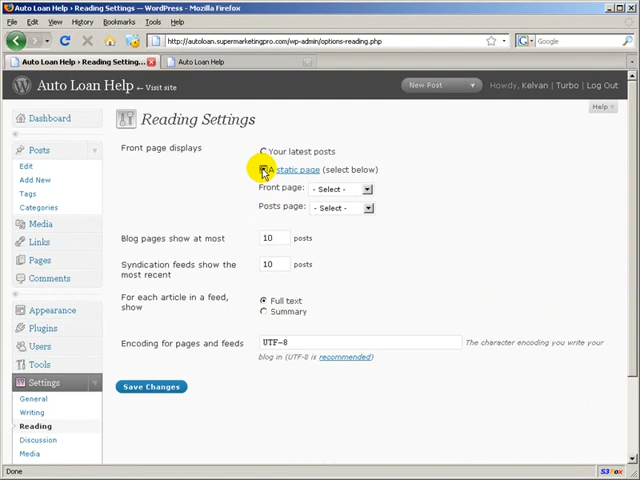 Reading Settings ‹ Auto Loan Help — WordPress - Mozilla Firefox
File Edit View History Bookmarks Tools Help
http://autoloan.supermarketingpro.com/wp-admin/options-reading.php
Google
Auto Loan Help › Reading Settings... Auto Loan Help
Auto Loan Help ← Visit site New Post Howdy, Kelvan | Turbo | Log Out
Help
Dashboard
Posts
Edit
Add New
Tags
Categories
Media
Links
Pages
Comments
Appearance
Plugins
Users
Tools
Settings
General
Writing
Reading
Discussion
Media
Reading Settings
Front page displays
Your latest posts
A static page (select below)
Front page: - Select -
Posts page: - Select -
Blog pages show at most 10 posts
Syndication feeds show the most recent 10 posts
For each article in a feed, show
Full text
Summary
Encoding for pages and feeds UTF-8 The character encoding you write your
blog in (UTF-8 is recommended)
Save Changes
Done S3Fox